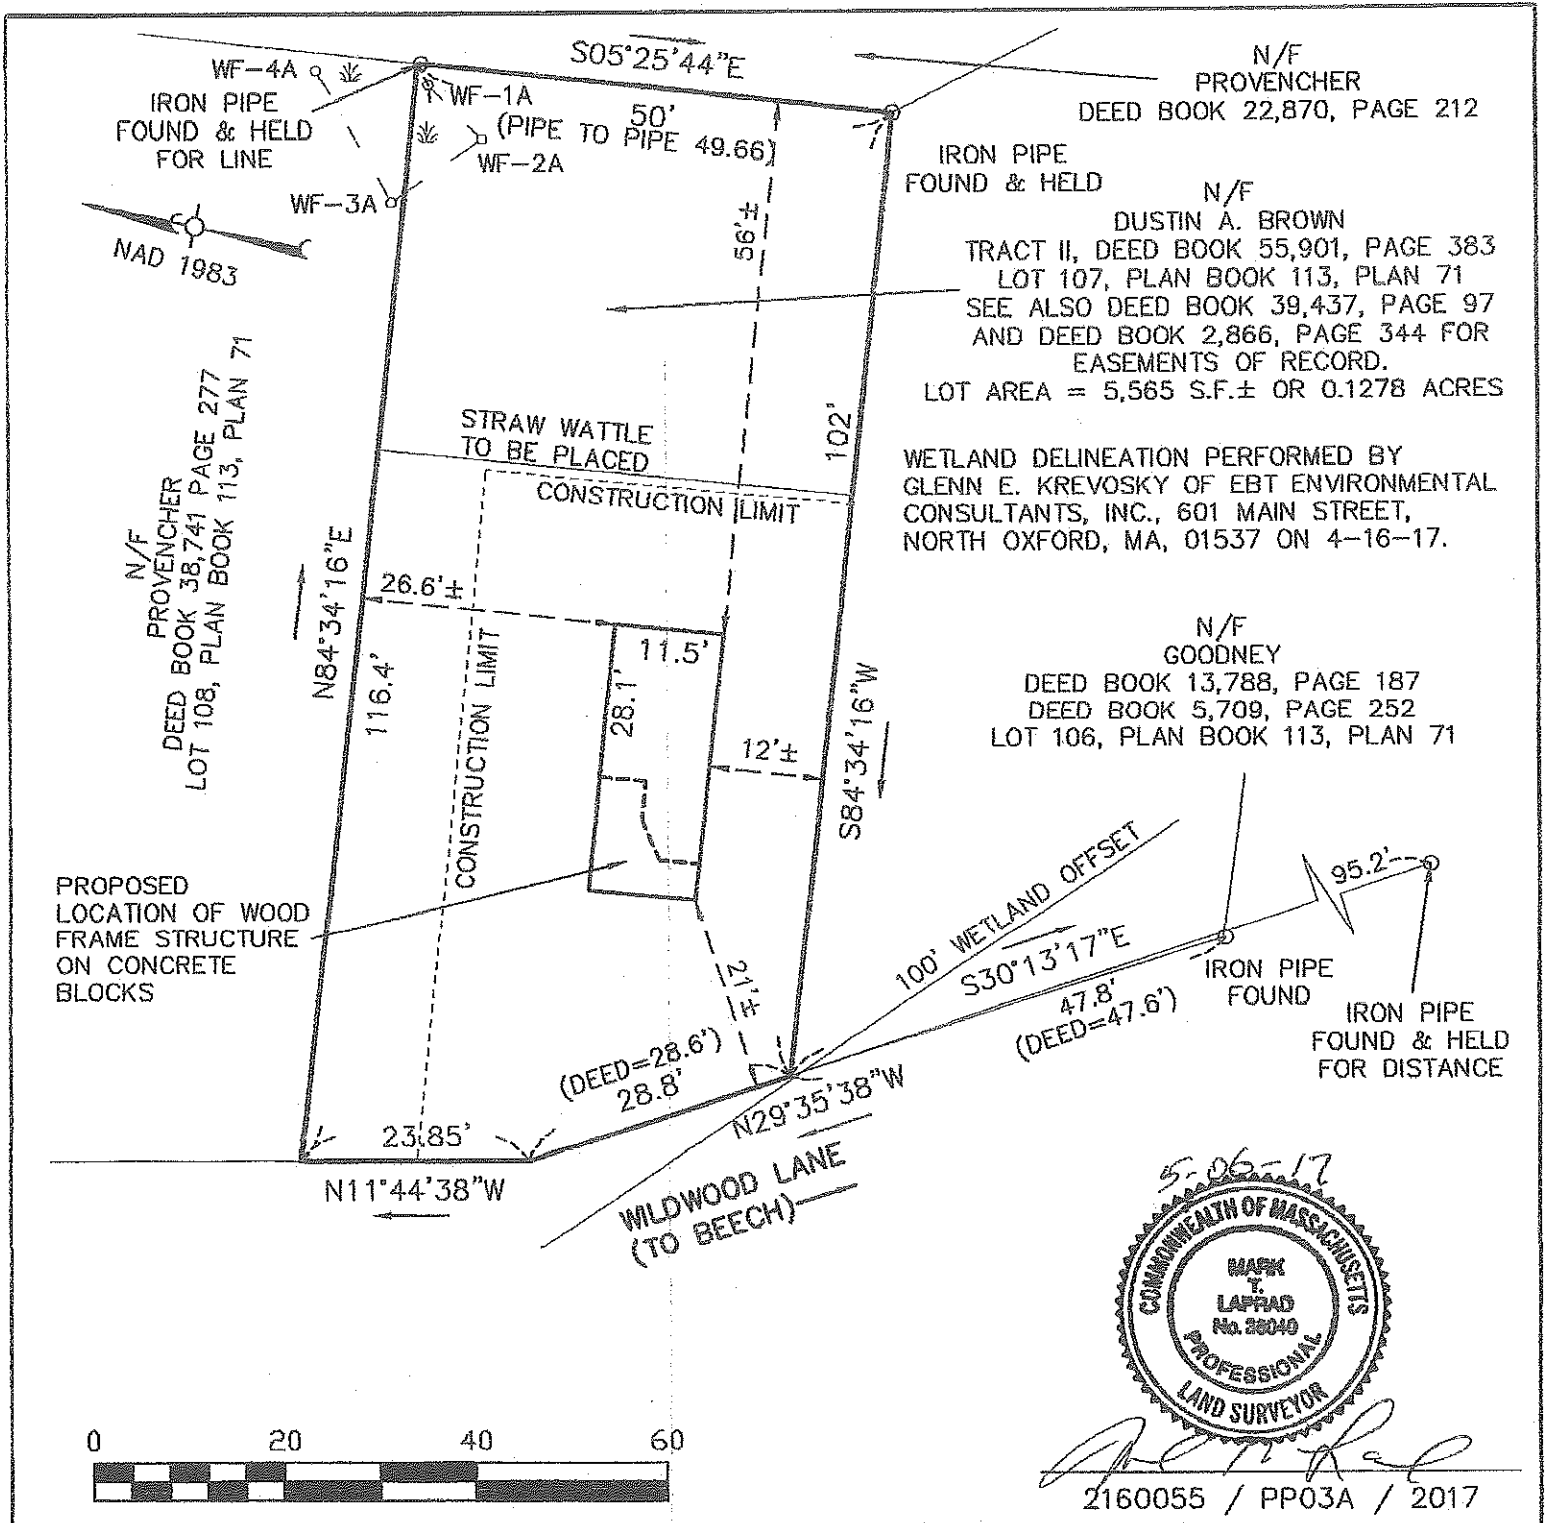 S05°25'44"E
50'
(PIPE TO PIPE 49.66)
WF-4A
WF-1A
WF-2A
WF-3A
IRON PIPE
FOUND & HELD
FOR LINE
NAD 1983
N/F
PROVENCHER
DEED BOOK 22,870, PAGE 212
IRON PIPE
FOUND & HELD
N/F
DUSTIN A. BROWN
TRACT II, DEED BOOK 55,901, PAGE 383
LOT 107, PLAN BOOK 113, PLAN 71
SEE ALSO DEED BOOK 39,437, PAGE 97
AND DEED BOOK 2,866, PAGE 344 FOR
EASEMENTS OF RECORD.
LOT AREA = 5,565 S.F.± OR 0.1278 ACRES
WETLAND DELINEATION PERFORMED BY
GLENN E. KREVOSKY OF EBT ENVIRONMENTAL
CONSULTANTS, INC., 601 MAIN STREET,
NORTH OXFORD, MA, 01537 ON 4-16-17.
N/F
PROVENCHER
DEED BOOK 38,741 PAGE 277
LOT 108, PLAN BOOK 113, PLAN 71
N84°34'16"E
116.4'
56'±
102'
STRAW WATTLE
TO BE PLACED
CONSTRUCTION LIMIT
26.6'±
CONSTRUCTION LIMIT
11.5'
28.1'
12'±
S84°34'16"W
N/F
GOODNEY
DEED BOOK 13,788, PAGE 187
DEED BOOK 5,709, PAGE 252
LOT 106, PLAN BOOK 113, PLAN 71
PROPOSED
LOCATION OF WOOD
FRAME STRUCTURE
ON CONCRETE
BLOCKS
21'±
100' WETLAND OFFSET
S30°13'17"E
47.8'
(DEED=47.6')
95.2'
IRON PIPE
FOUND
IRON PIPE
FOUND & HELD
FOR DISTANCE
(DEED=28.6')
28.8'
N29°35'38"W
23.85'
N11°44'38"W
WILDWOOD LANE
(TO BEECH)
5-06-17
COMMONWEALTH OF MASSACHUSETTS
MARK
T.
LAPRAD
No. 38040
PROFESSIONAL
LAND SURVEYOR
0 20 40 60
2160055 / PP03A / 2017